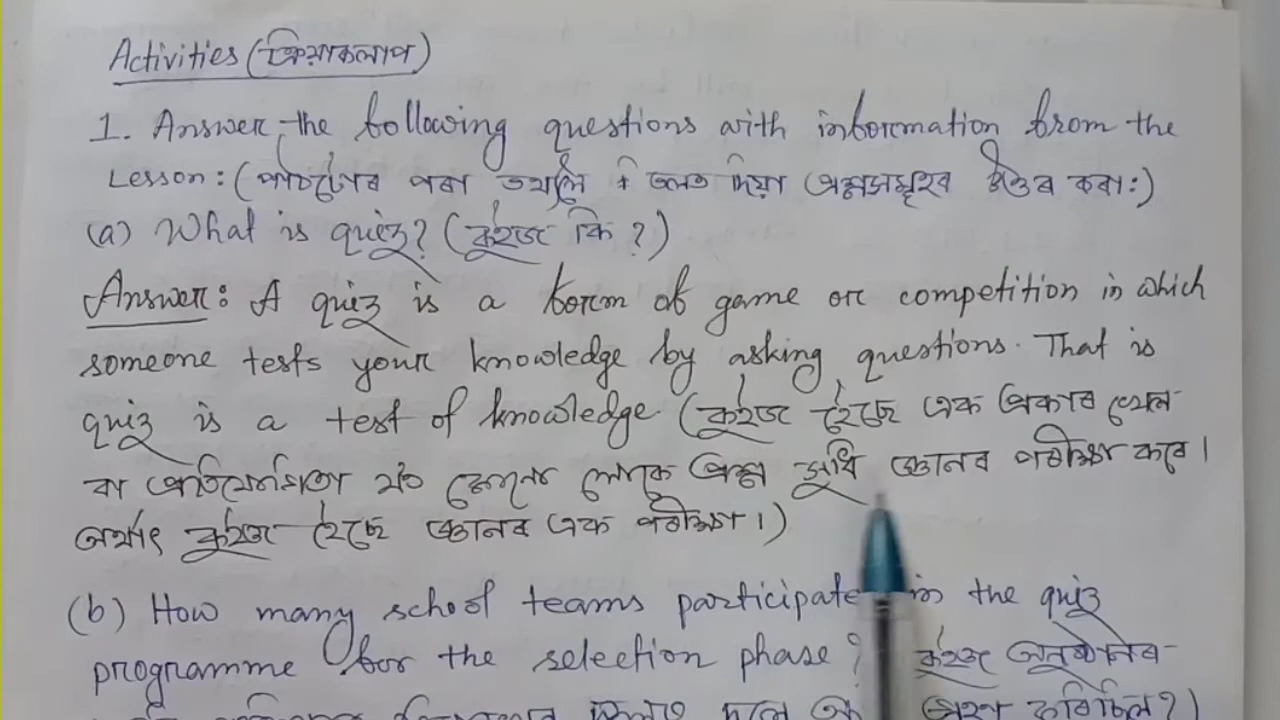 Activities (ক্ৰিয়াকলাপ)
1. Answer the following questions with information from the
Lesson: (পাঠটোৰ পৰা তথ্য তলত দিয়া প্ৰশ্নসমূহৰ উত্তৰ কৰা:)
(a) What is quiz? (কুইজ কি?)
Answer: A quiz is a form of game or competition in which
someone tests your knowledge by asking questions. That is
quiz is a test of knowledge (কুইজ হৈছে এক প্ৰকাৰ খেল
বা প্ৰতিযোগিতা য'ত কোনো লোকে প্ৰশ্ন সুধি জ্ঞানৰ পৰীক্ষা কৰে।
অৰ্থাৎ কুইজ হৈছে জ্ঞানৰ এক পৰীক্ষা।)
(b) How many school teams participate in the quiz
programme for the selection phase? কুইজ অনুষ্ঠানৰ
দলে অংশ গ্ৰহণ কৰিছিল?)